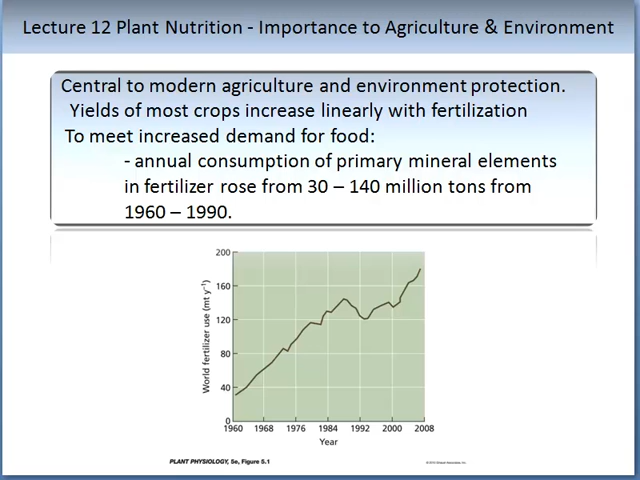 Lecture 12 Plant Nutrition - Importance to Agriculture & Environment
Central to modern agriculture and environment protection.
Yields of most crops increase linearly with fertilization
To meet increased demand for food:
- annual consumption of primary mineral elements
in fertilizer rose from 30 – 140 million tons from
1960 – 1990.
200
160
120
80
40
0
World fertilizer use (mt y⁻¹)
1960 1968 1976 1984 1992 2000 2008
Year
PLANT PHYSIOLOGY, 5e, Figure 5.1